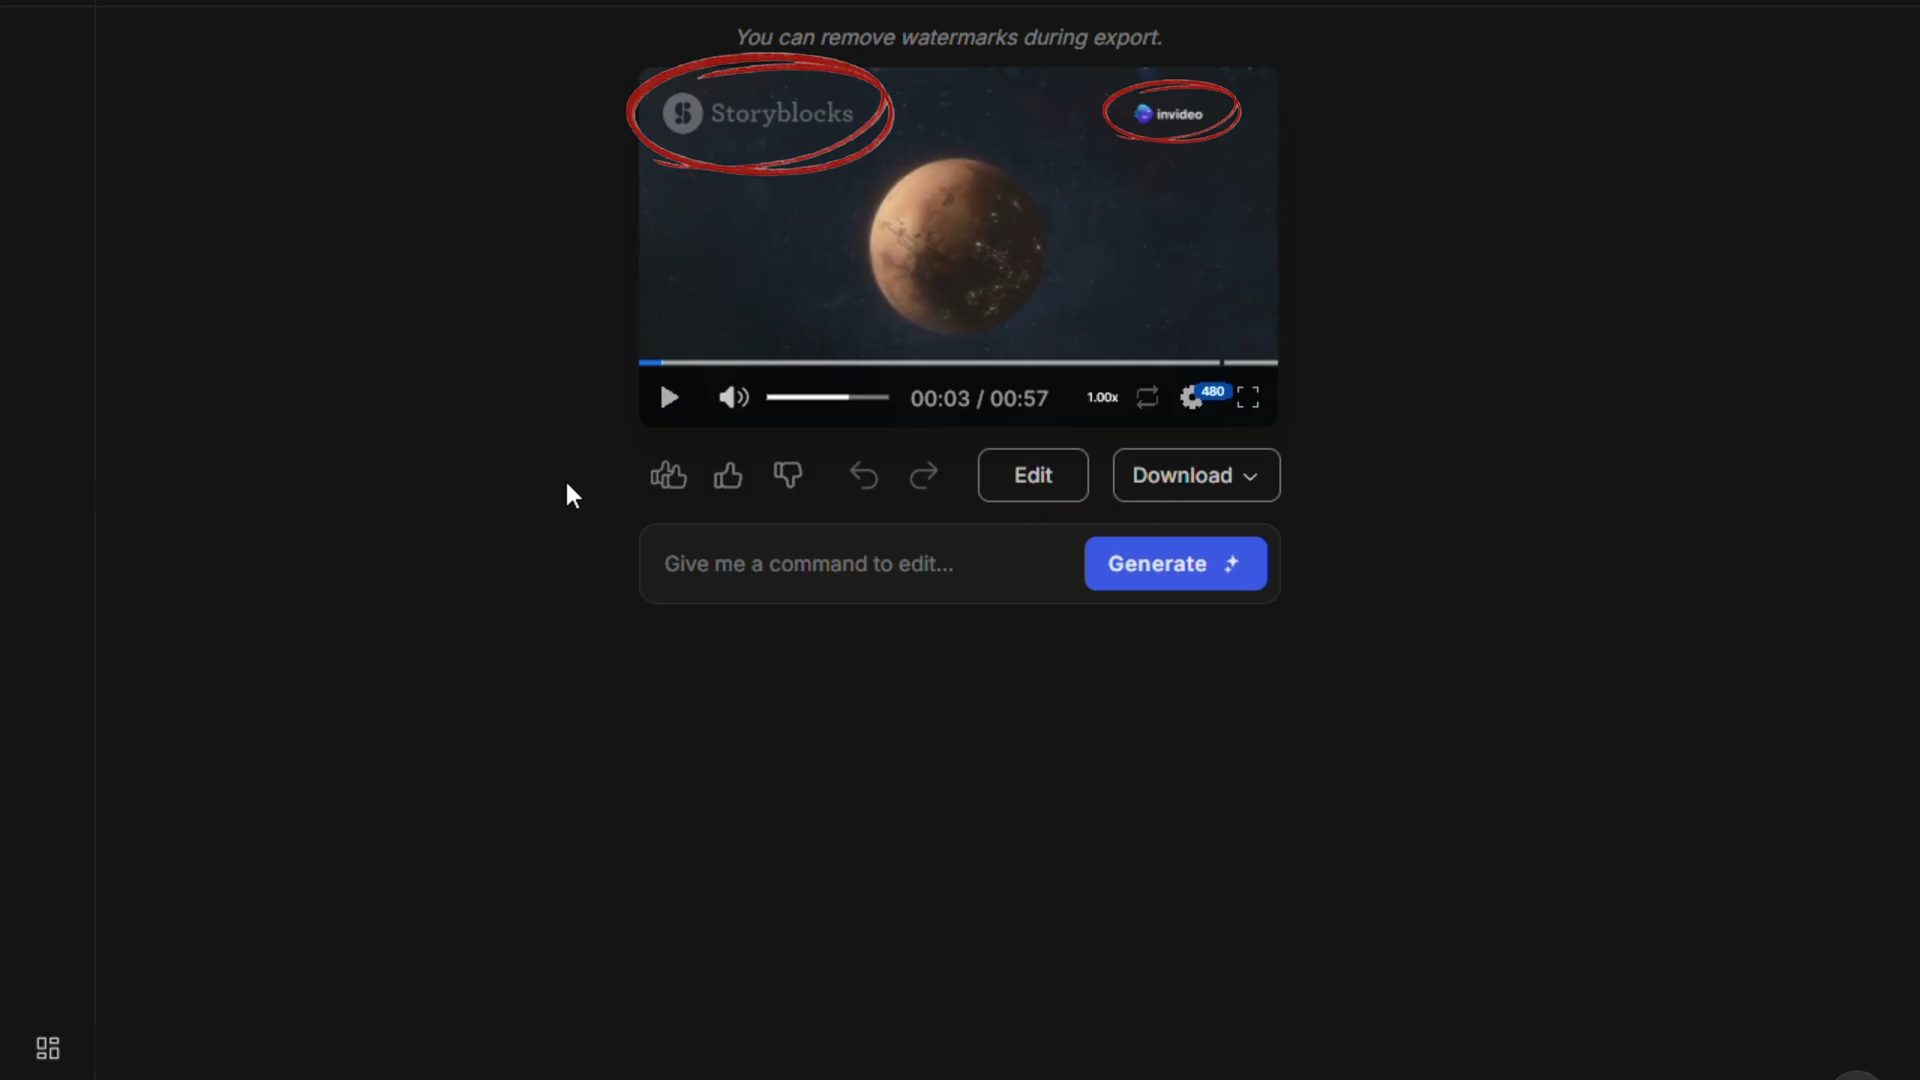 You can remove watermarks during export.
Storyblocks
invideo
00:03 / 00:57
1.00x
480
Edit
Download
Give me a command to edit...
Generate